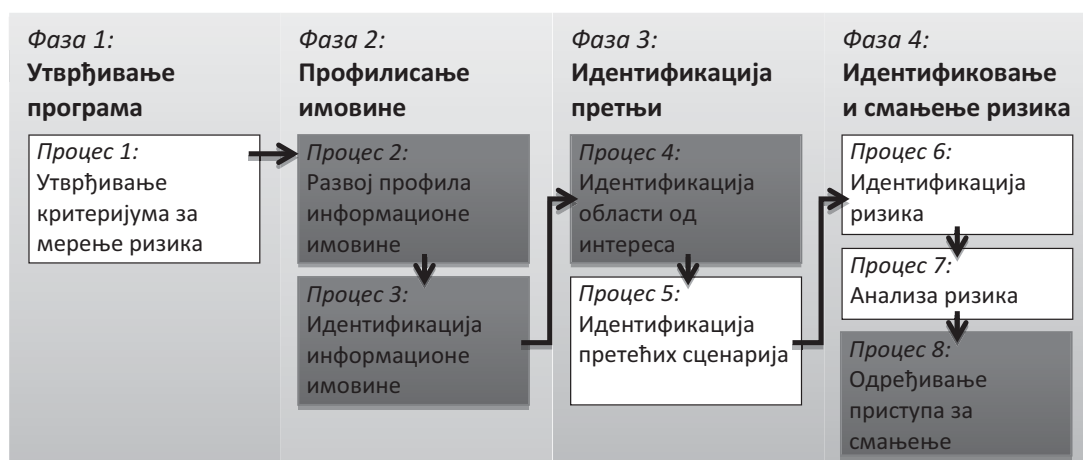 Фаза 1:
Утврђивање
програма
Процес 1:
Утврђивање
критеријума за
мерење ризика
Фаза 2:
Профилисање
имовине
Процес 2:
Развој профила
информационе
имовине
Процес 3:
Идентификација
информационе
имовине
Фаза 3:
Идентификација
претњи
Процес 4:
Идентификација
области од
интереса
Процес 5:
Идентификација
претећих сценарија
Фаза 4:
Идентификовање
и смањење ризика
Процес 6:
Идентификација
ризика
Процес 7:
Анализа ризика
Процес 8:
Одређивање
приступа за
смањење